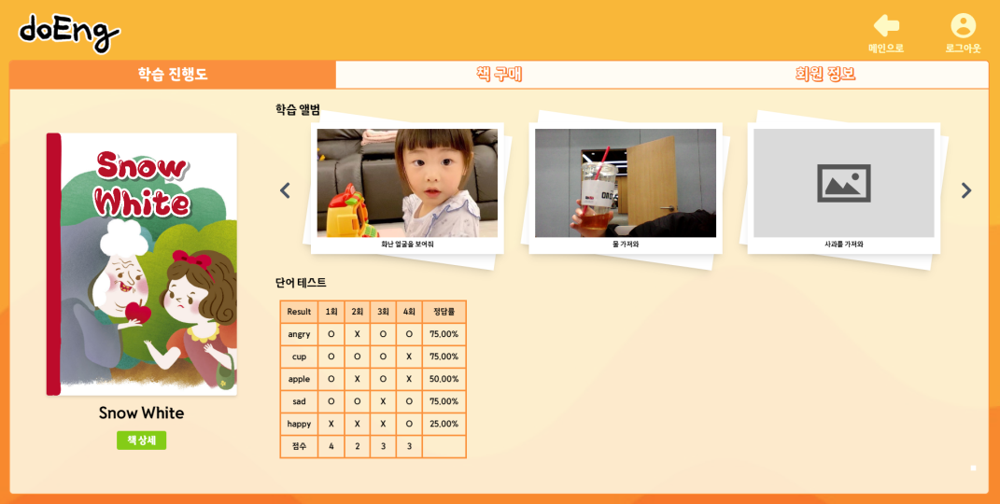 doEng
메인으로
로그아웃
학습 진행도
책 구매
회원 정보
학습 앨범
Snow
White
화난 얼굴을 보여줘
물 가져와
사과를 가져와
Snow White
책 상세
단어 테스트
Result 1회 2회 3회 4회 정답률
angry O X O O 75.00%
cup O O O X 75.00%
apple O X O X 50.00%
sad O O X O 75.00%
happy X X X O 25.00%
점수 4 2 3 3